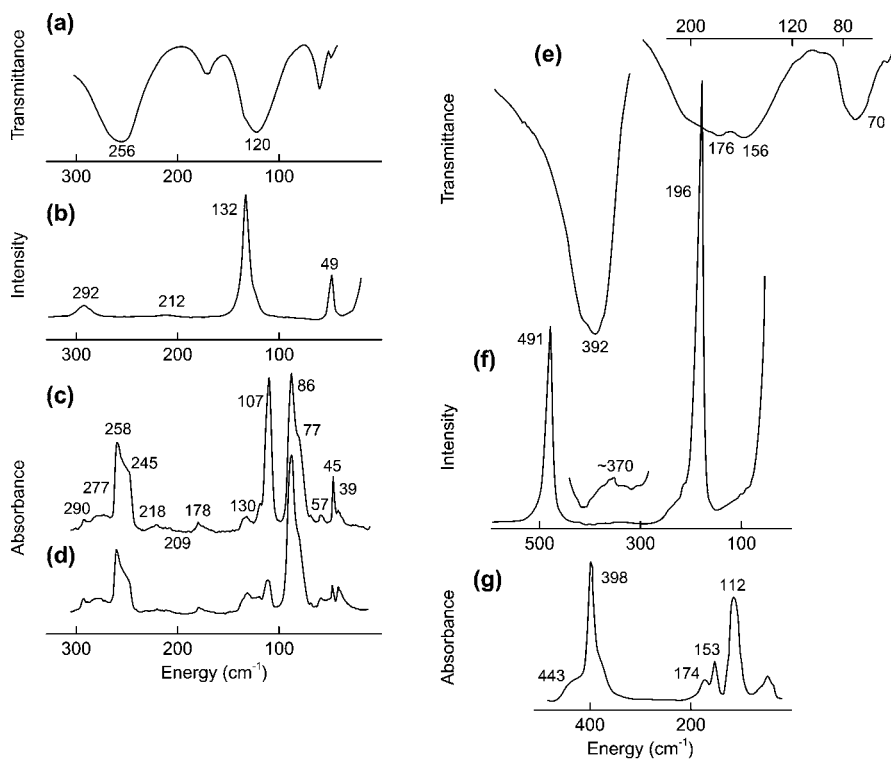 (a)
Transmittance
256
120
300 200 100
(b)
Intensity
292
212
132
49
300 200 100
(c)
Absorbance
290
277
258
245
218
209
178
130
107
86
77
57
45
39
(d)
300 200 100
Energy (cm-1)
(e)
Transmittance
200 120 80
392
176
156
70
(f)
Intensity
491
~370
196
500 300 100
(g)
Absorbance
443
398
174
153
112
400 200
Energy (cm-1)